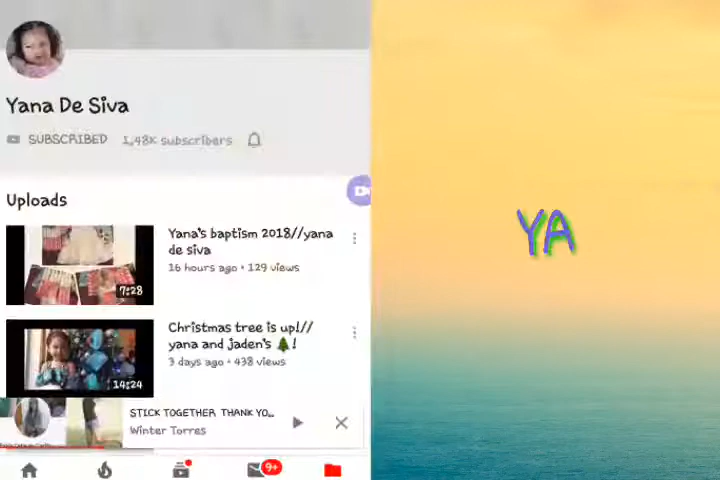 Yana De Siva
SUBSCRIBED 1,48K subscribers
Uploads
Yana's baptism 2018//yana
de siva
16 hours ago • 129 views
7:28
Christmas tree is up!//
yana and jaden's 🌲!
3 days ago • 438 views
14:24
STICK TOGETHER THANK YO...
Winter Torres
9+
YA